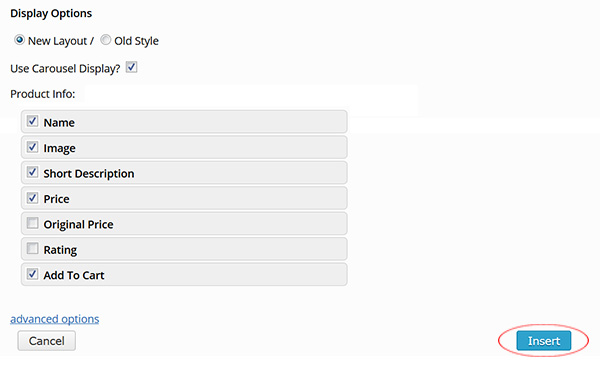 Display Options
New Layout / Old Style
Use Carousel Display?
Product Info:
Name
Image
Short Description
Price
Original Price
Rating
Add To Cart
advanced options
Cancel Insert